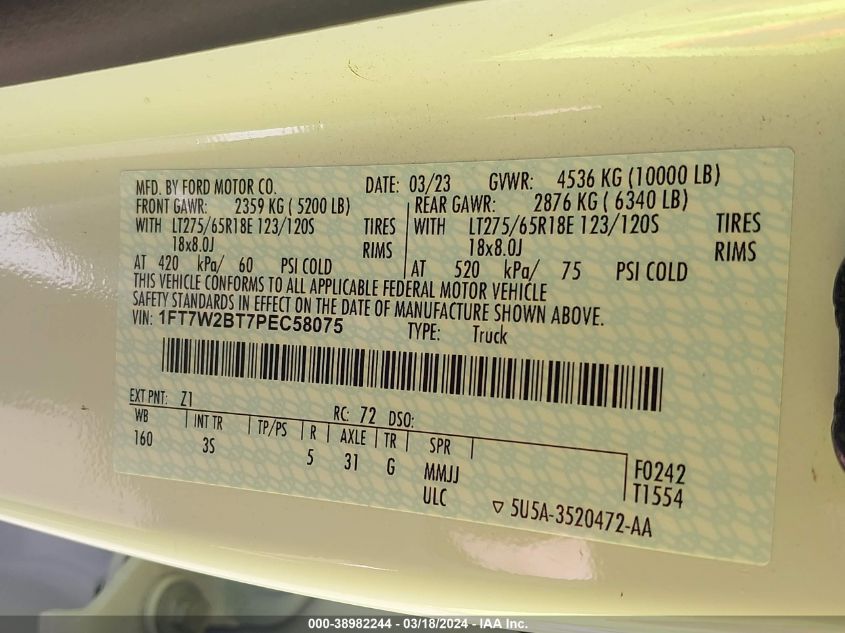 MFD. BY FORD MOTOR CO. DATE: 03/23 GVWR: 4536 KG (10000 LB)
FRONT GAWR: 2359 KG ( 5200 LB) REAR GAWR: 2876 KG ( 6340 LB)
WITH LT275/65R18E 123/120S TIRES WITH LT275/65R18E 123/120S TIRES
18x8.0J RIMS 18x8.0J RIMS
AT 420 kPa/ 60 PSI COLD AT 520 kPa/ 75 PSI COLD
THIS VEHICLE CONFORMS TO ALL APPLICABLE FEDERAL MOTOR VEHICLE
SAFETY STANDARDS IN EFFECT ON THE DATE OF MANUFACTURE SHOWN ABOVE.
VIN: 1FT7W2BT7PEC58075 TYPE: Truck
EXT PNT: Z1 RC: 72 DSO:
WB INT TR TP/PS R AXLE TR SPR
160 3S 5 31 G MMJJ F0242
ULC T1554
▽ 5U5A-3520472-AA
000-38982244 - 03/18/2024 - IAA Inc.